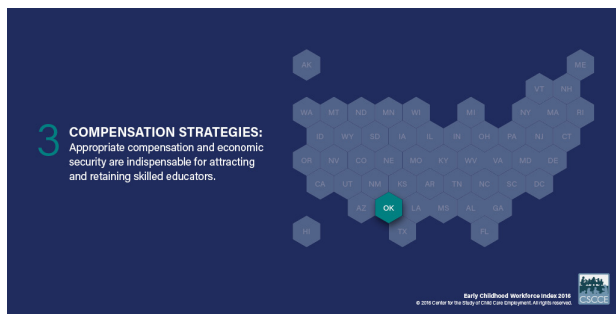 3 COMPENSATION STRATEGIES:
Appropriate compensation and economic
security are indispensable for attracting
and retaining skilled educators.
AK ME
VT NH
WA MT ND MN WI MI NY MA RI
ID WY SD IA IL IN OH PA NJ CT
OR NV CO NE MO KY WV VA MD DE
CA UT NM KS AR TN NC SC DC
AZ OK LA MS AL GA
HI TX FL
Early Childhood Workforce Index 2016
© 2016 Center for the Study of Child Care Employment. All rights reserved.
CSCCE